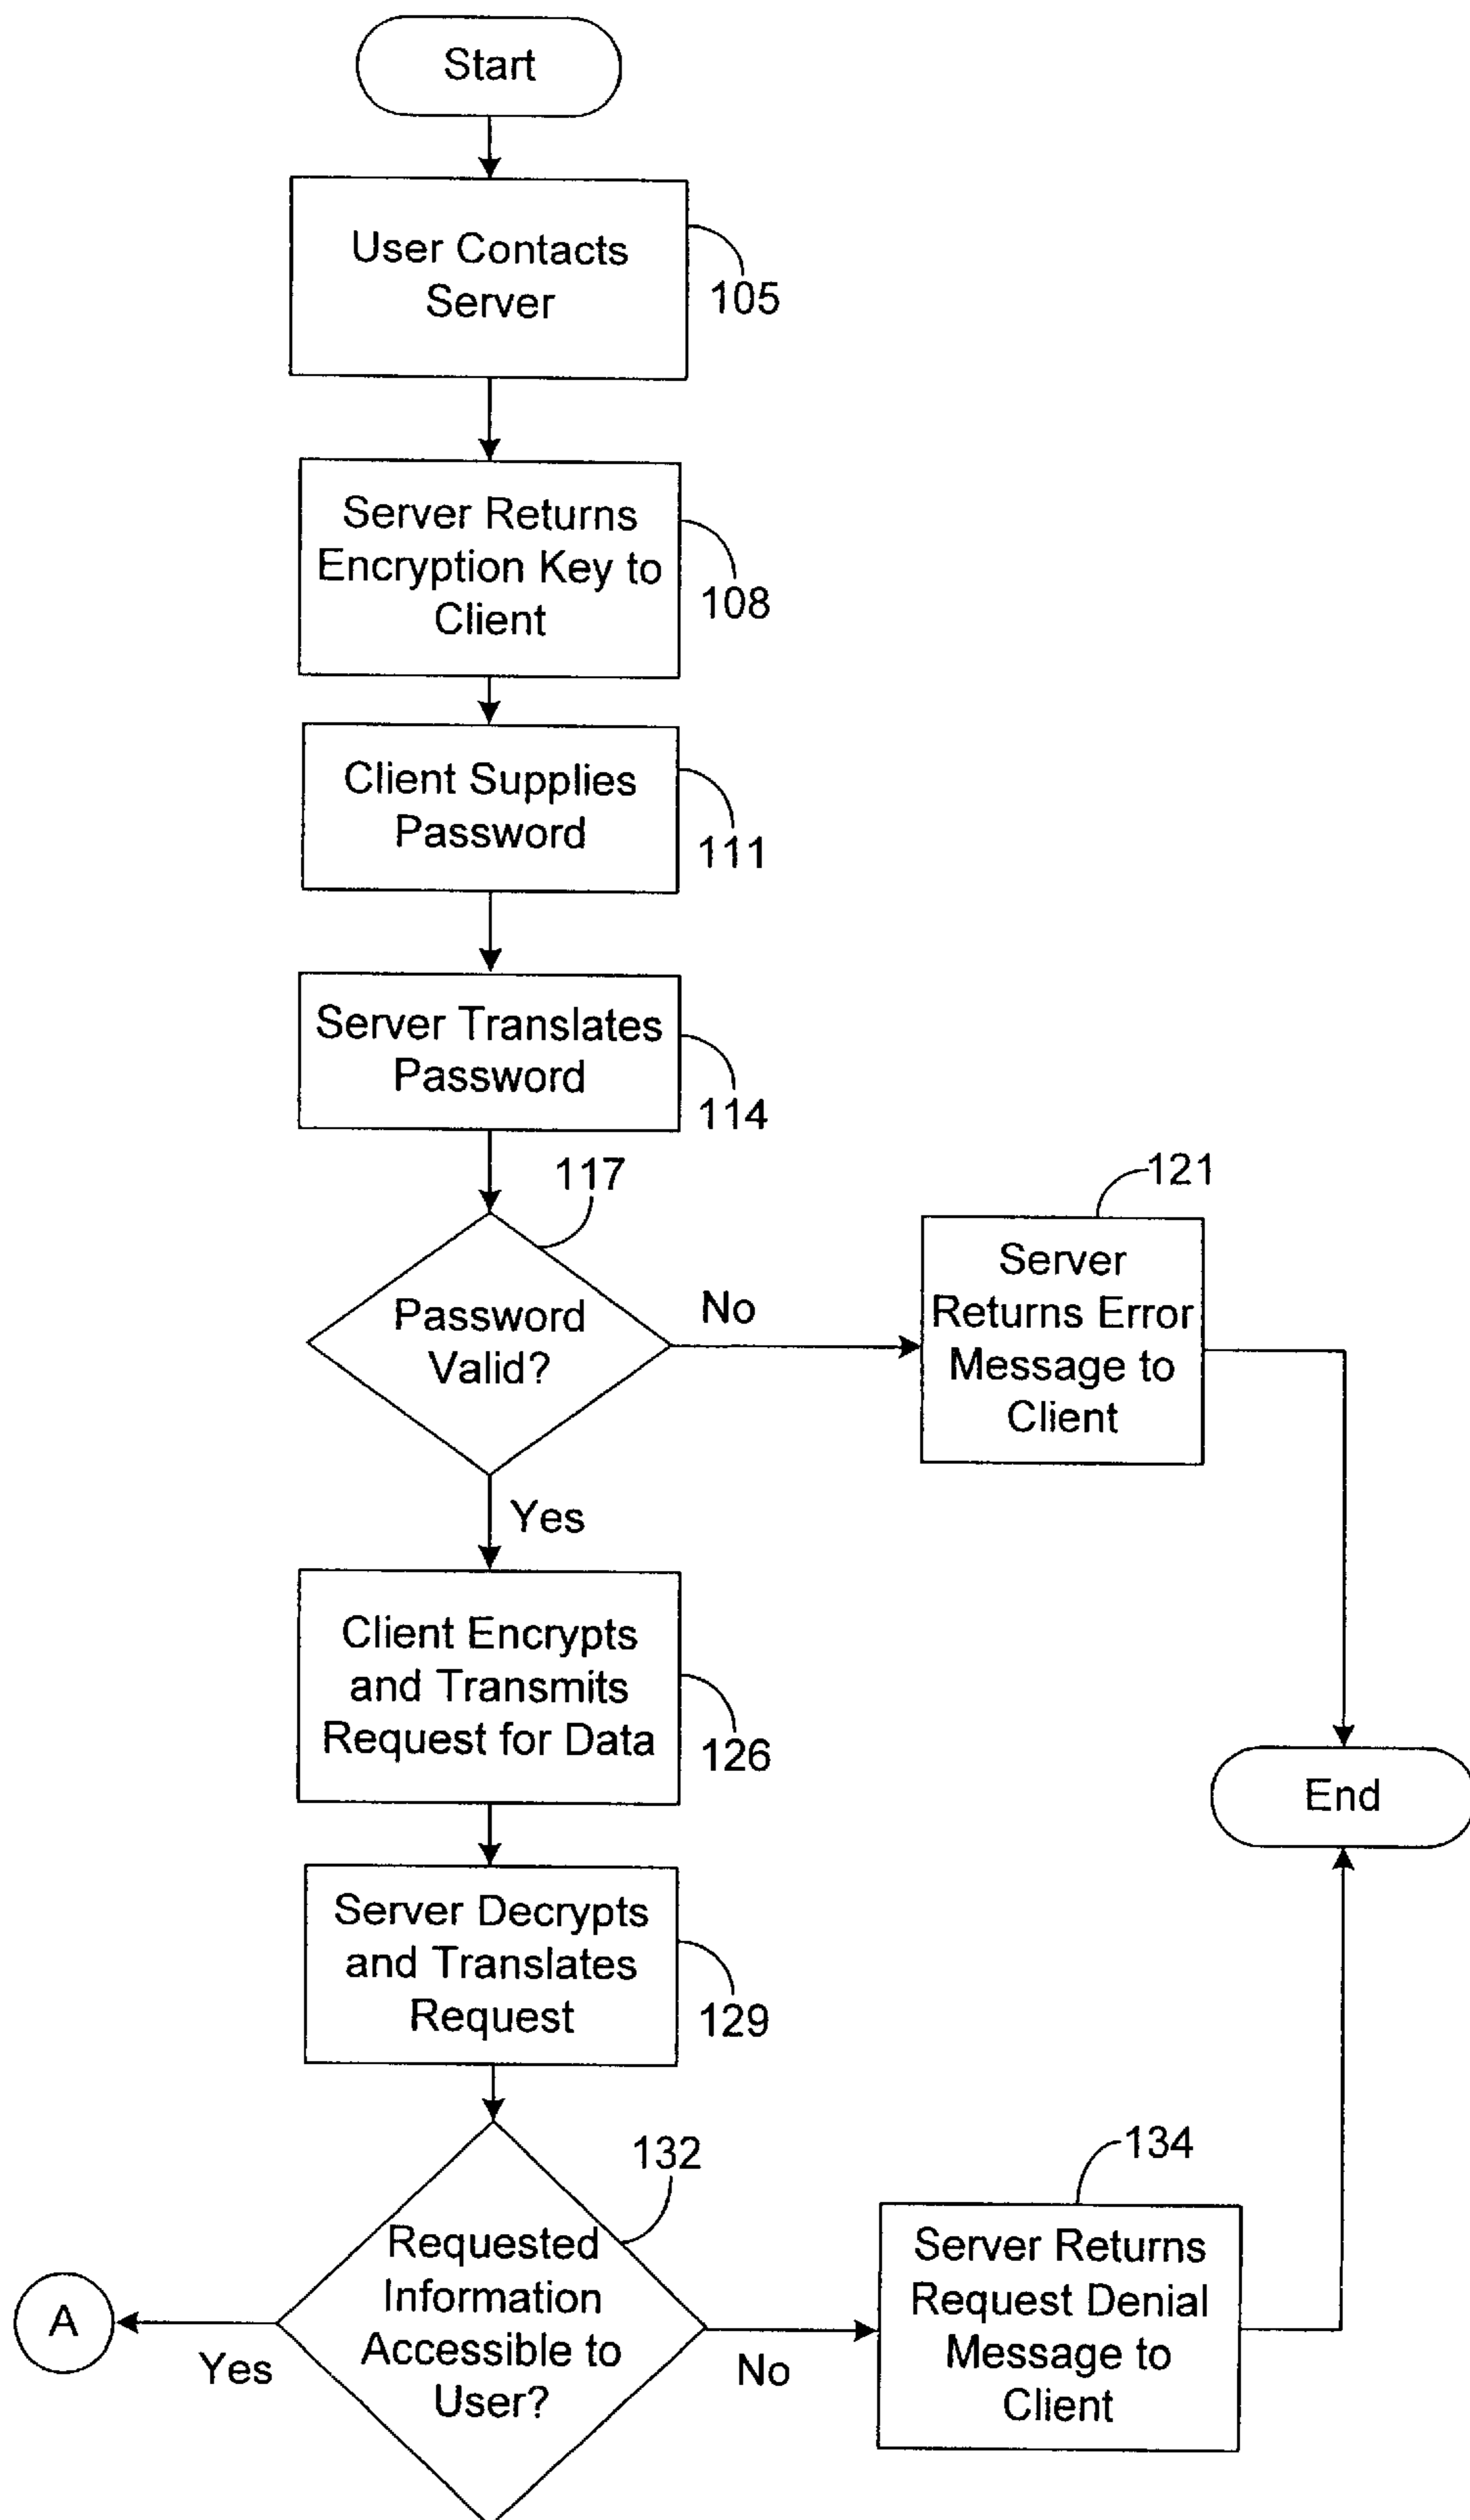 Start
User Contacts
Server
105
Server Returns
Encryption Key to
Client
108
Client Supplies
Password
111
Server Translates
Password
114
117
Password
Valid?
No
121
Server
Returns Error
Message to
Client
Yes
Client Encrypts
and Transmits
Request for Data
126
End
Server Decrypts
and Translates
Request
129
132
Requested
Information
Accessible to
User?
A
Yes
No
134
Server Returns
Request Denial
Message to
Client